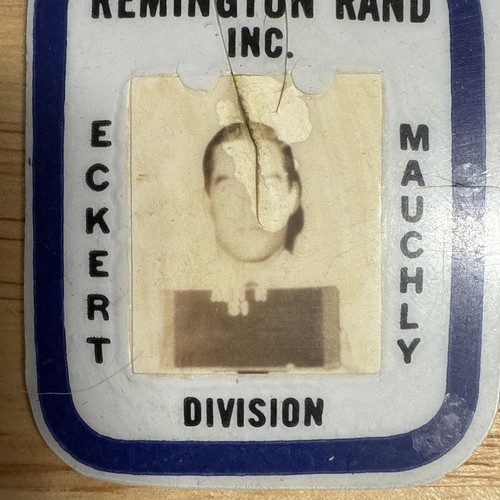 REMINGTON RAND
INC.
ECKERT
MAUCHLY
DIVISION